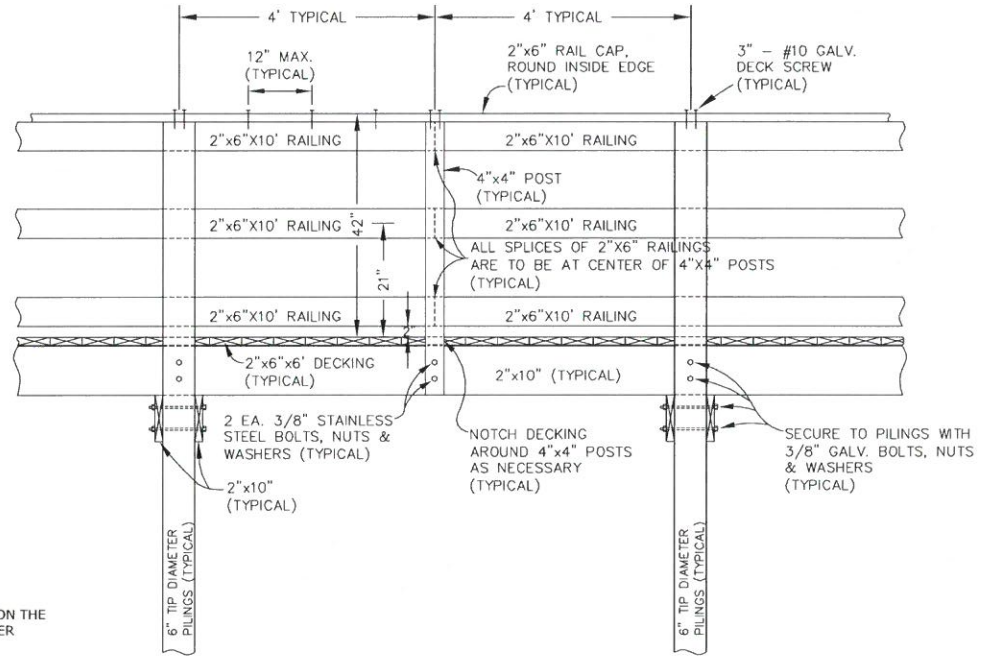 4' TYPICAL
4' TYPICAL
12" MAX.
(TYPICAL)
2"x6" RAIL CAP,
ROUND INSIDE EDGE
(TYPICAL)
3" – #10 GALV.
DECK SCREW
(TYPICAL)
2"x6"X10' RAILING
2"x6"X10' RAILING
4"x4" POST
(TYPICAL)
42"
2"x6"X10' RAILING
2"x6"X10' RAILING
21"
ALL SPLICES OF 2"X6" RAILINGS
ARE TO BE AT CENTER OF 4"X4" POSTS
(TYPICAL)
2"x6"X10' RAILING
2"x6"X10' RAILING
2"
2"x6"x6' DECKING
(TYPICAL)
2"x10" (TYPICAL)
2 EA. 3/8" STAINLESS
STEEL BOLTS, NUTS &
WASHERS (TYPICAL)
NOTCH DECKING
AROUND 4"x4" POSTS
AS NECESSARY
(TYPICAL)
SECURE TO PILINGS WITH
3/8" GALV. BOLTS, NUTS
& WASHERS
(TYPICAL)
2"x10"
(TYPICAL)
6" TIP DIAMETER
PILINGS (TYPICAL)
6" TIP DIAMETER
PILINGS (TYPICAL)
ON THE
ER